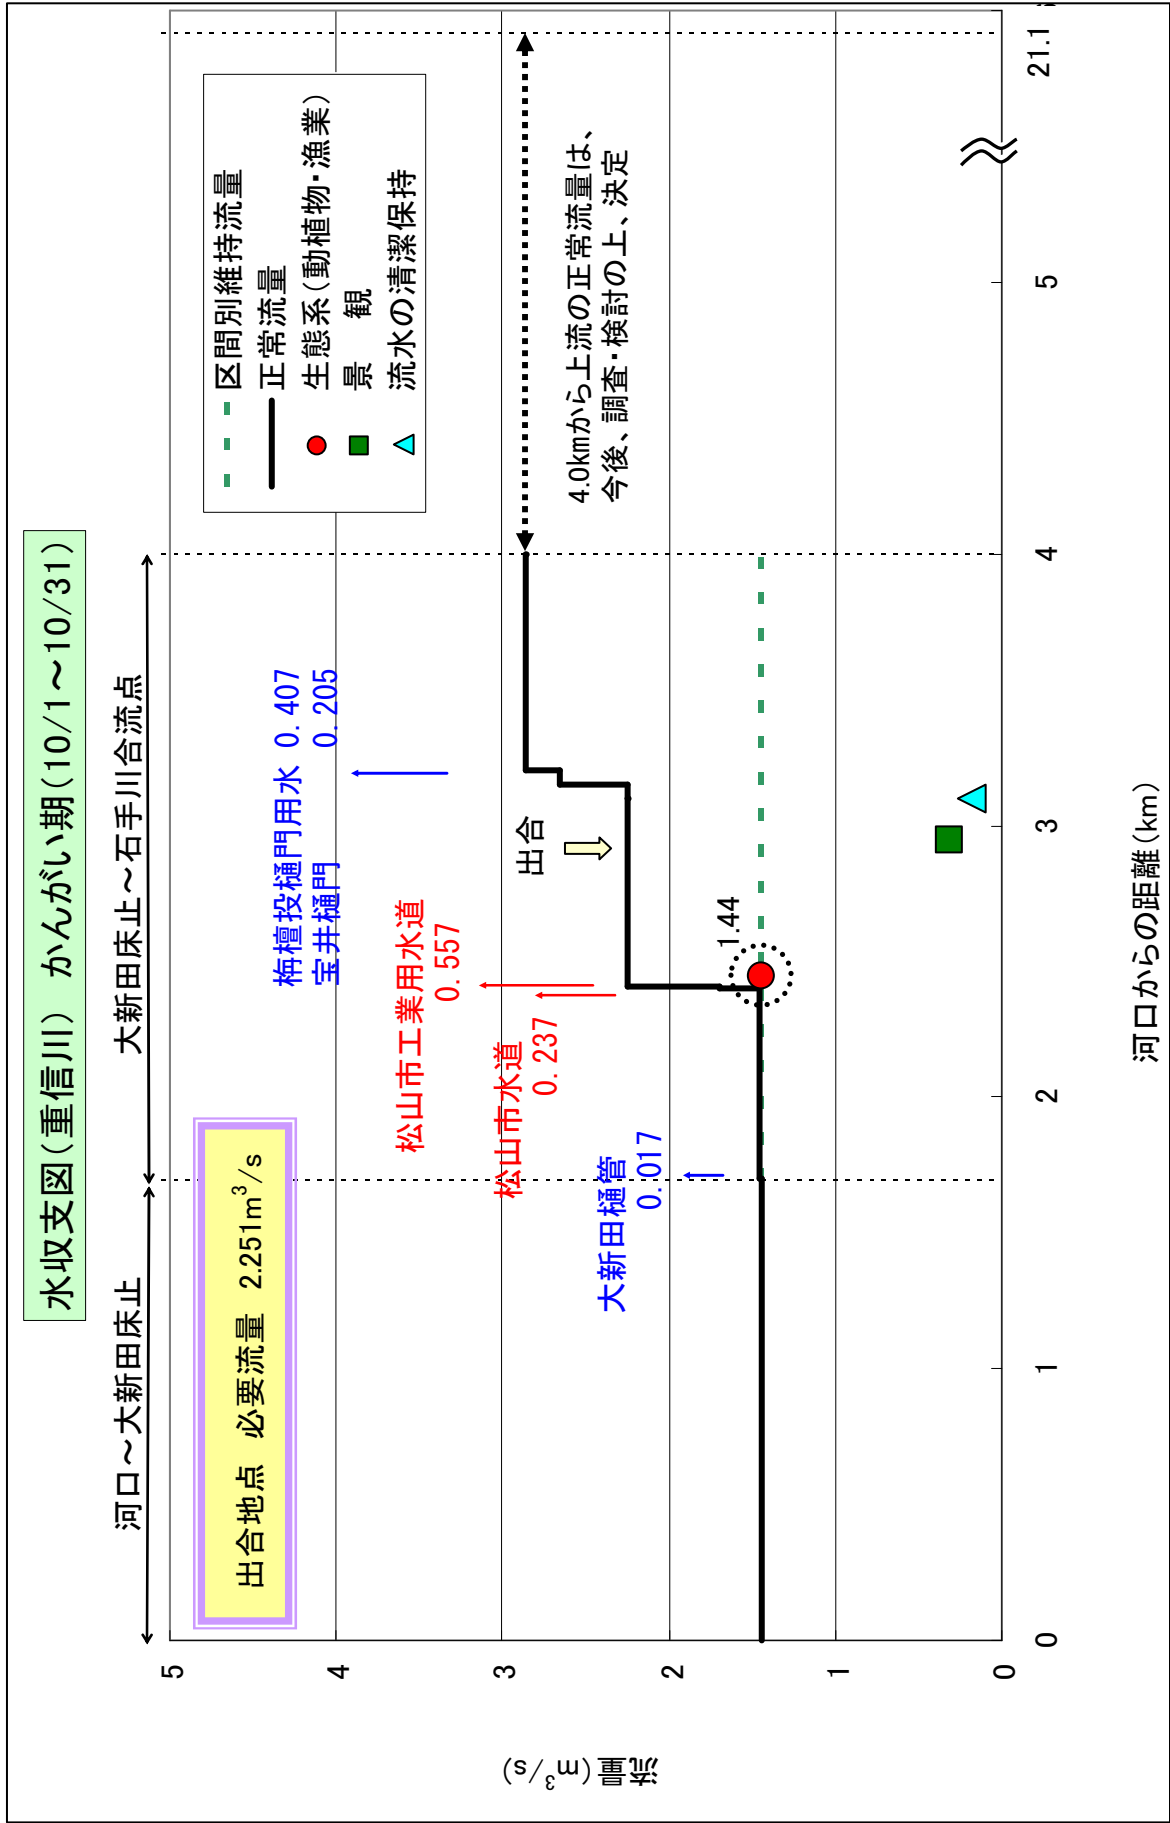 水収支図(重信川)　かんがい期(10/1～10/31)
河口～大新田床止
大新田床止～石手川合流点
出合地点　必要流量　2.251m³/s
区間別維持流量
正常流量
生態系(動植物・漁業)
景　観
流水の清潔保持
栴檀投樋門用水 0.407
宝井樋門 0.205
松山市工業用水道
0.557
松山市水道
0.237
大新田樋管
0.017
出合
1.44
4.0kmから上流の正常流量は、
今後、調査・検討の上、決定
流量(m³/s)
5
4
3
2
1
0
0
1
2
3
4
5
21.1
河口からの距離(km)